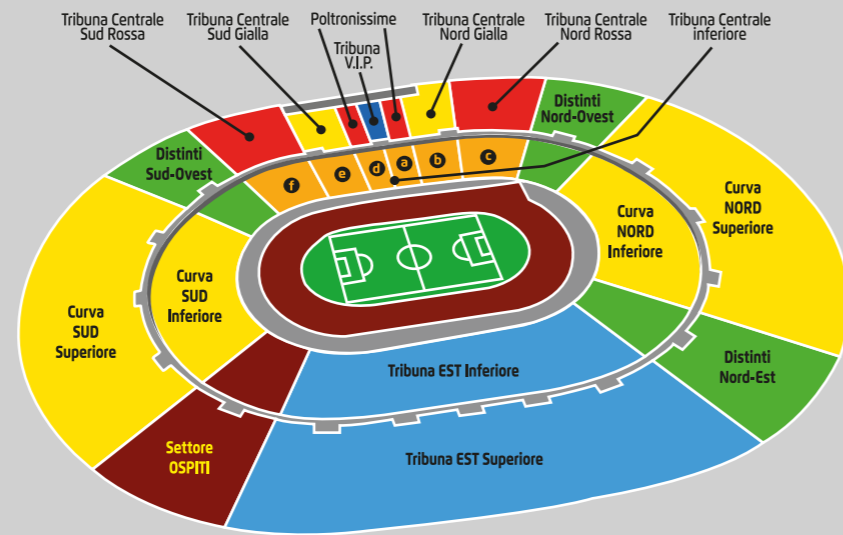 Tribuna Centrale
Sud Rossa
Tribuna Centrale
Sud Gialla
Poltronissime
Tribuna
V.I.P.
Tribuna Centrale
Nord Gialla
Tribuna Centrale
Nord Rossa
Tribuna Centrale
inferiore
Distinti
Nord-Ovest
Distinti
Sud-Ovest
f
e
d
a
b
c
Curva
NORD
Superiore
Curva
NORD
Inferiore
Curva
SUD
Inferiore
Curva
SUD
Superiore
Tribuna EST Inferiore
Distinti
Nord-Est
Settore
OSPITI
Tribuna EST Superiore